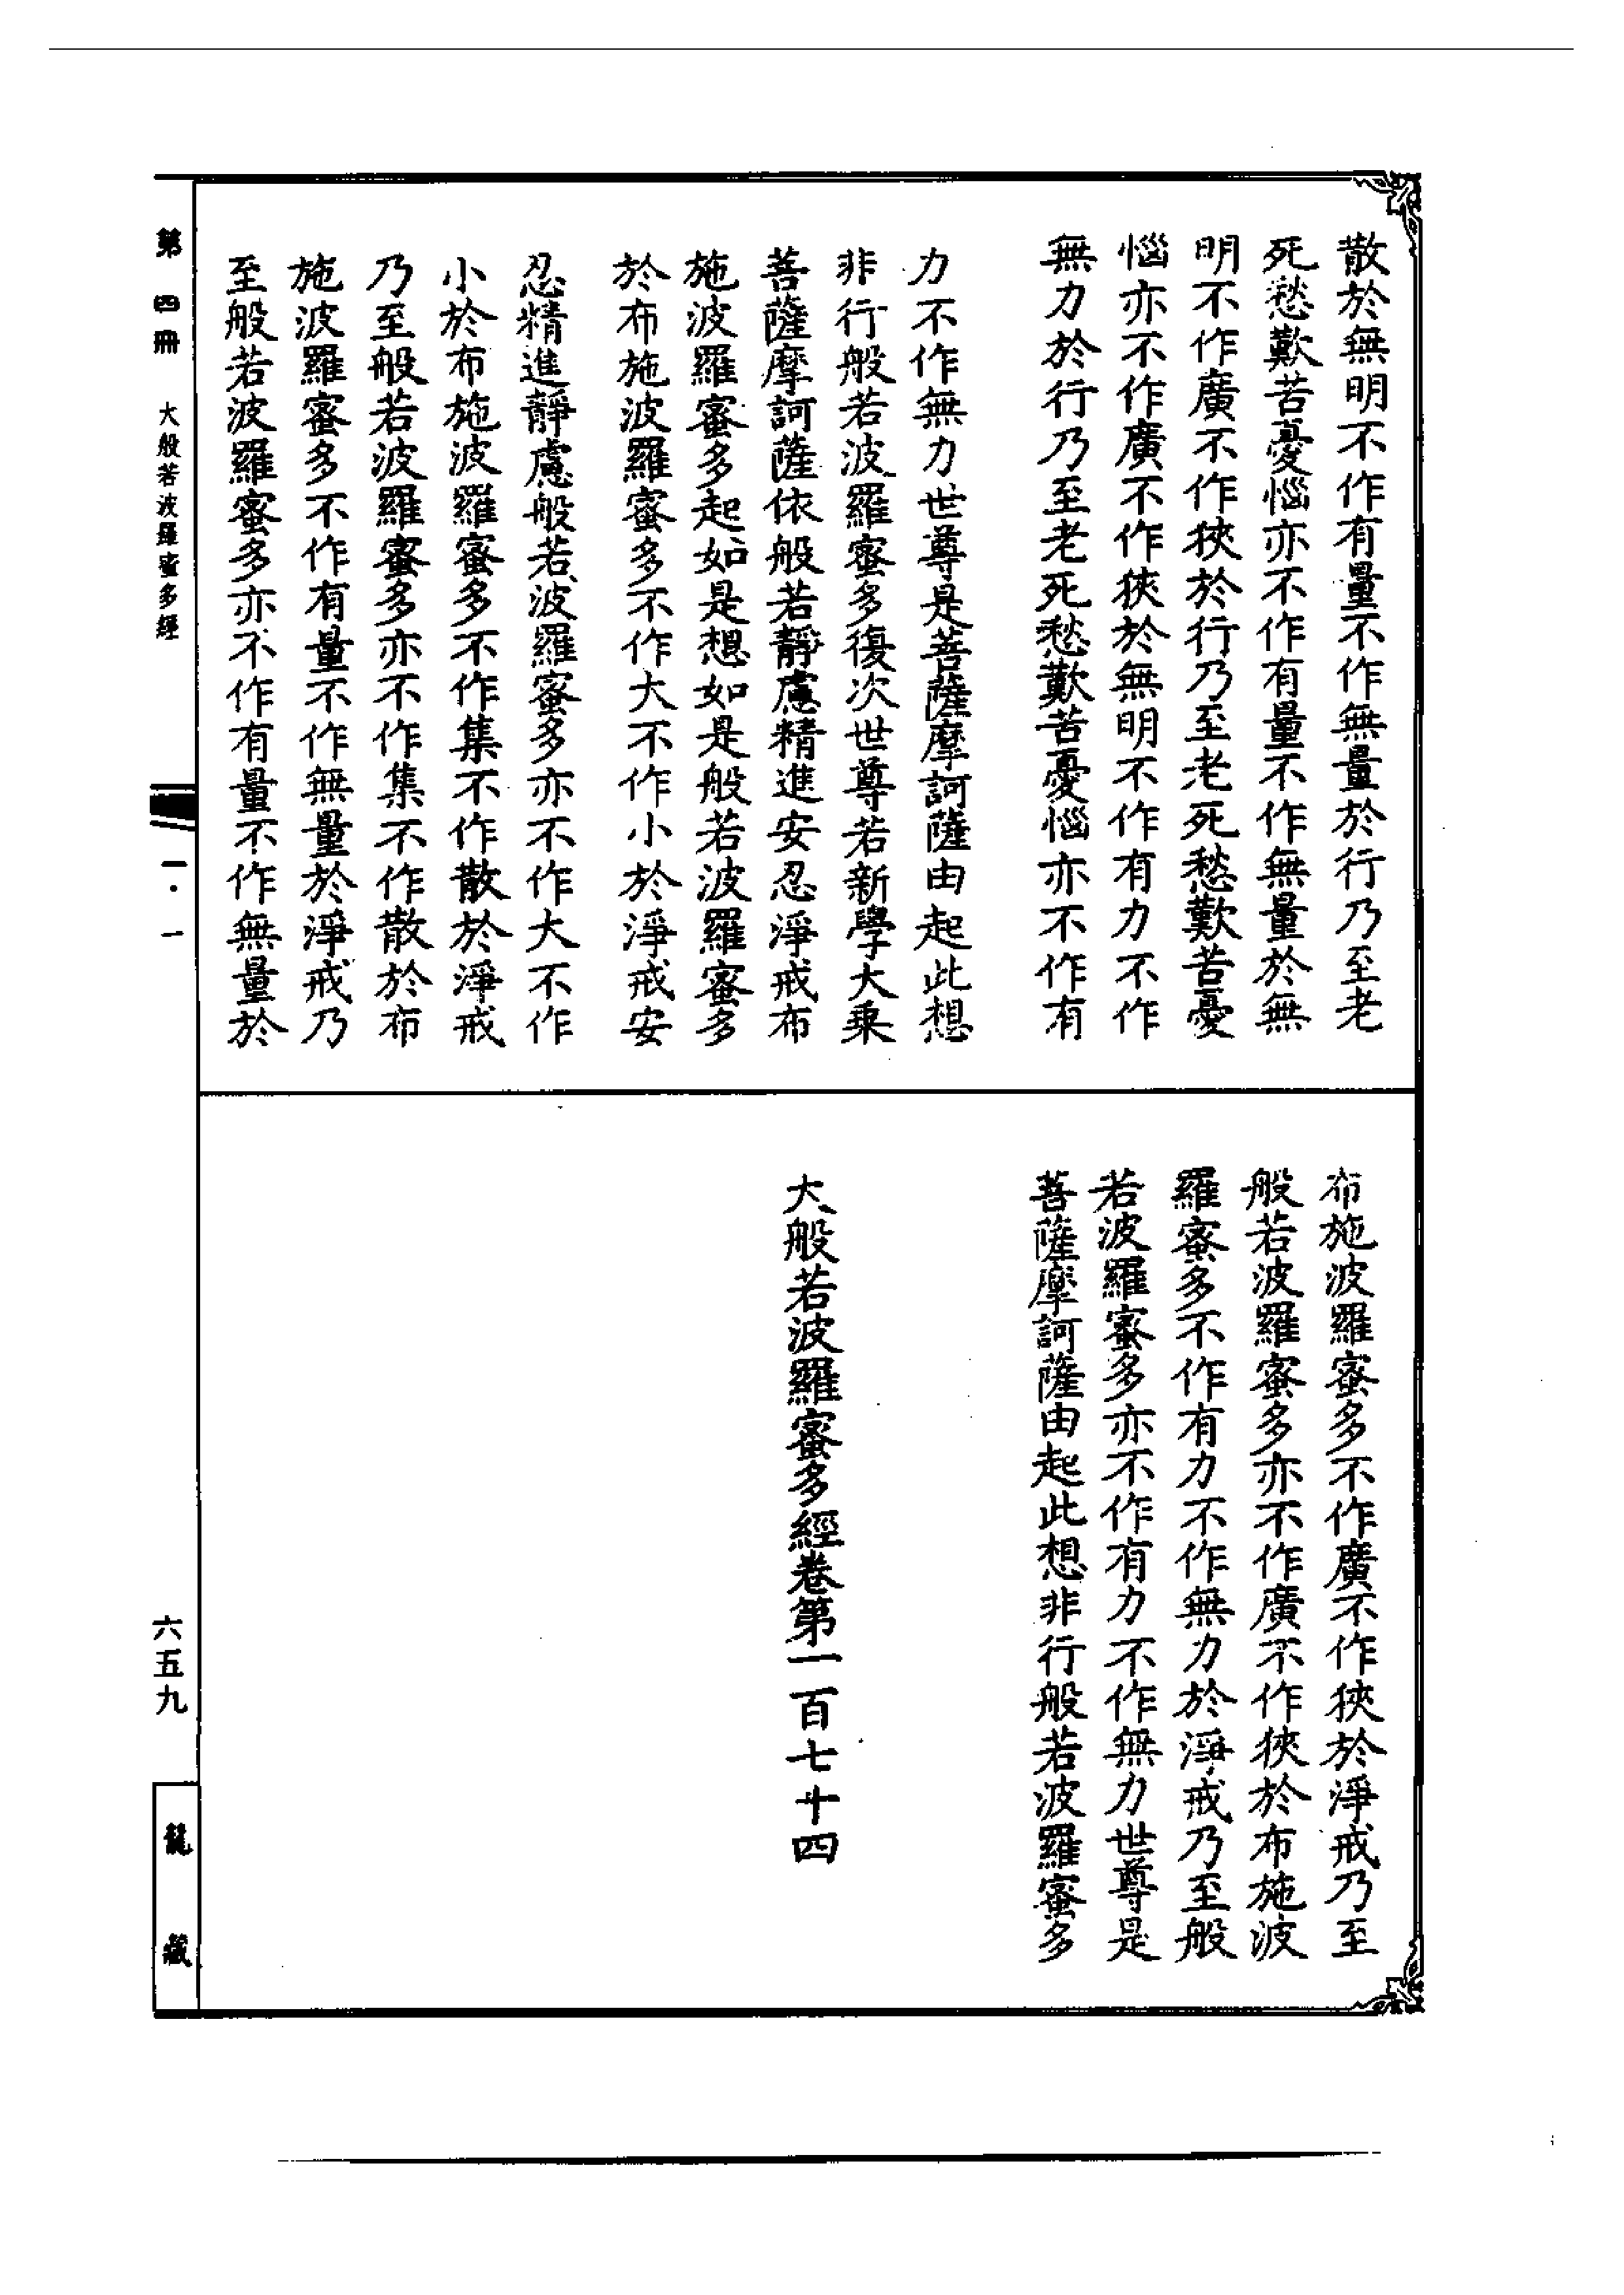 散於無明不作有量不作無量於行乃至老
死愁歎苦憂惱亦不作有量不作無量於無
明不作廣不作狹於行乃至老死愁歎苦憂
惱亦不作廣不作狹於無明不作有力不作
無力於行乃至老死愁歎苦憂惱亦不作有
力不作無力世尊是菩薩摩訶薩由起此想
非行般若波羅蜜多復次世尊若新學大乘
菩薩摩訶薩依般若靜慮精進安忍淨戒布
施波羅蜜多起如是想如是般若波羅蜜多
於布施波羅蜜多不作大不作小於淨戒安
忍精進靜慮般若波羅蜜多亦不作大不作
小於布施波羅蜜多不作集不作散於淨戒
乃至般若波羅蜜多亦不作集不作散於布
施波羅蜜多不作有量不作無量於淨戒乃
至般若波羅蜜多亦不作有量不作無量於
布施波羅蜜多不作廣不作狹於淨戒乃至
般若波羅蜜多亦不作廣不作狹於布施波
羅蜜多不作有力不作無力於淨戒乃至般
若波羅蜜多亦不作有力不作無力世尊是
菩薩摩訶薩由起此想非行般若波羅蜜多
大般若波羅蜜多經卷第一百七十四
第四冊 大般若波羅蜜多經 一·一 六五九
龍藏